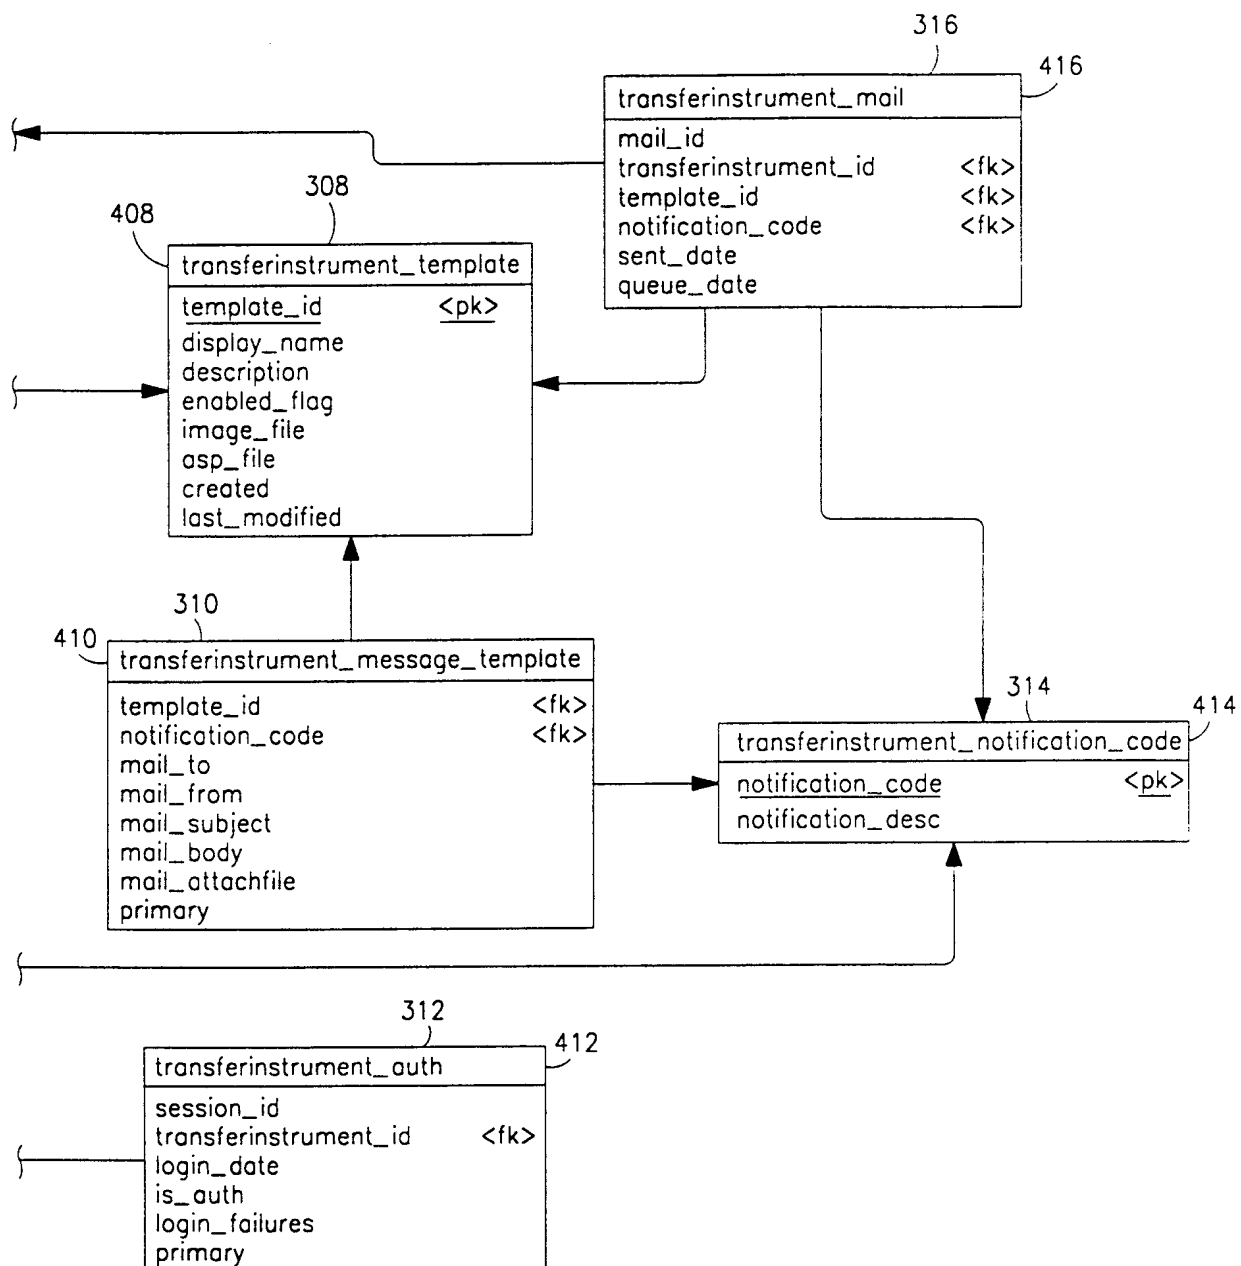 316
416
transferinstrument_mail
mail_id
transferinstrument_id <fk>
template_id <fk>
notification_code <fk>
sent_date
queue_date
308
408
transferinstrument_template
template_id <pk>
display_name
description
enabled_flag
image_file
asp_file
created
last_modified
310
410
transferinstrument_message_template
template_id <fk>
notification_code <fk>
mail_to
mail_from
mail_subject
mail_body
mail_attachfile
primary
314
414
transferinstrument_notification_code
notification_code <pk>
notification_desc
312
412
transferinstrument_auth
session_id
transferinstrument_id <fk>
login_date
is_auth
login_failures
primary